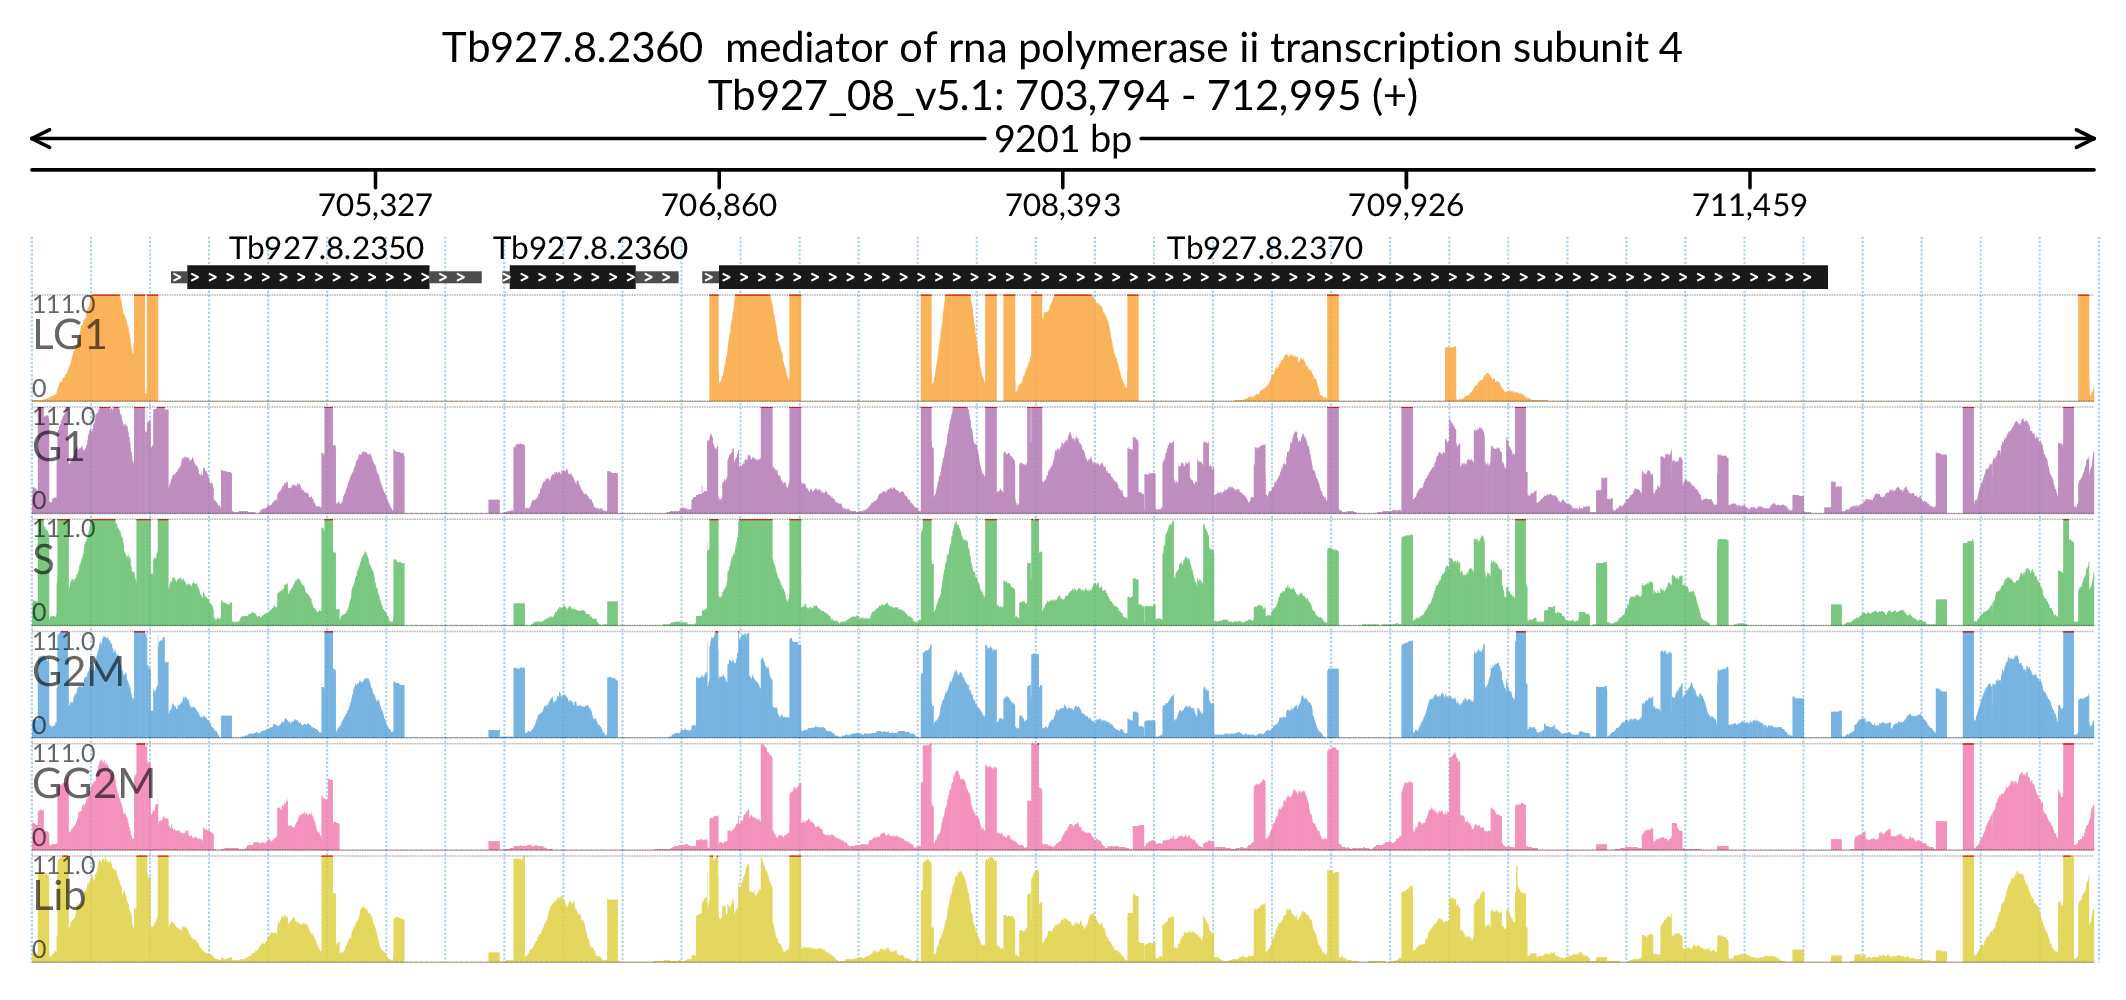 Tb927.8.2360  mediator of rna polymerase ii transcription subunit 4
Tb927_08_v5.1: 703,794 - 712,995 (+)
9201 bp
705,327 706,860 708,393 709,926 711,459
Tb927.8.2350 Tb927.8.2360 Tb927.8.2370
111.0
LG1
0
111.0
G1
0
111.0
S
0
111.0
G2M
0
111.0
GG2M
0
111.0
Lib
0